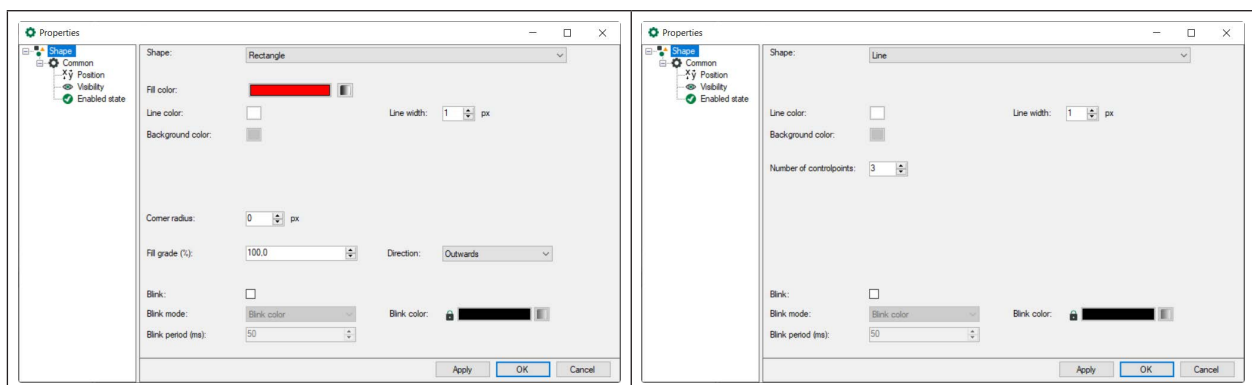 Properties
Shape
Common
Position
Visibility
Enabled state
Shape: Rectangle
Fill color:
Line color: Line width: 1 px
Background color:
Corner radius: 0 px
Fill grade (%): 100,0 Direction: Outwards
Blink:
Blink mode: Blink color Blink color:
Blink period (ms): 50
Apply OK Cancel
Properties
Shape
Common
Position
Visibility
Enabled state
Shape: Line
Line color: Line width: 1 px
Background color:
Number of controlpoints: 3
Blink:
Blink mode: Blink color Blink color:
Blink period (ms): 50
Apply OK Cancel